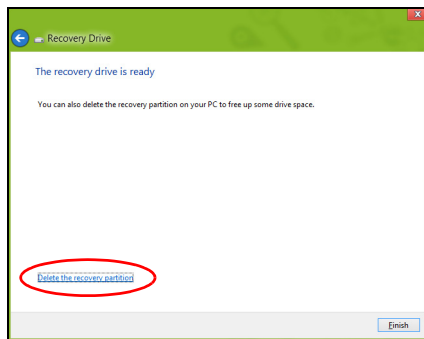 x
Recovery Drive
The recovery drive is ready
You can also delete the recovery partition on your PC to free up some drive space.
Delete the recovery partition
Finish